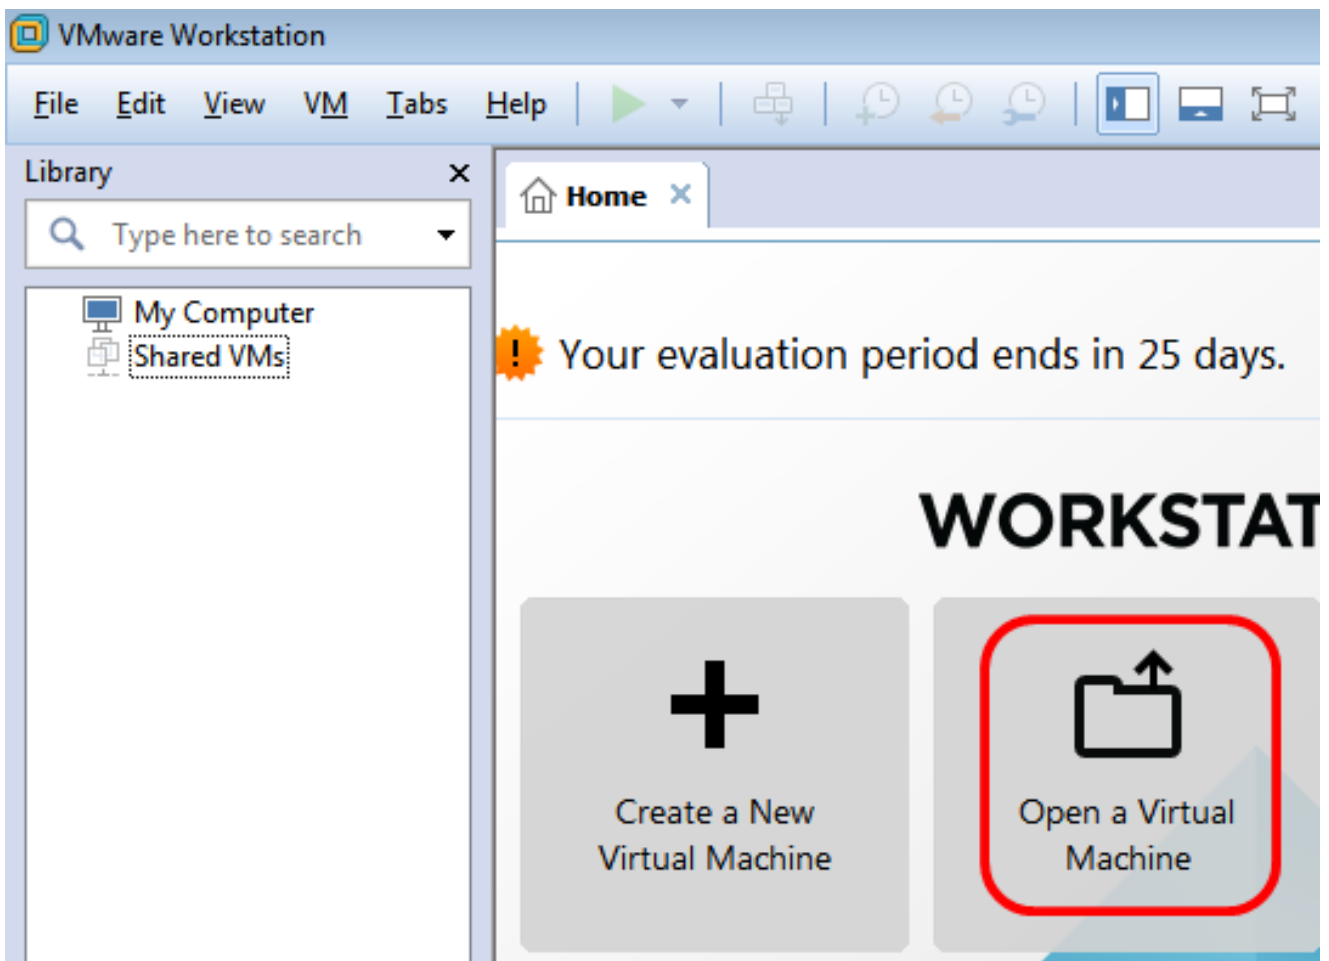 VMware Workstation
File Edit View VM Tabs Help
Library
Home
Type here to search
My Computer
Shared VMs
Your evaluation period ends in 25 days.
WORKSTAT
Create a New
Virtual Machine
Open a Virtual
Machine